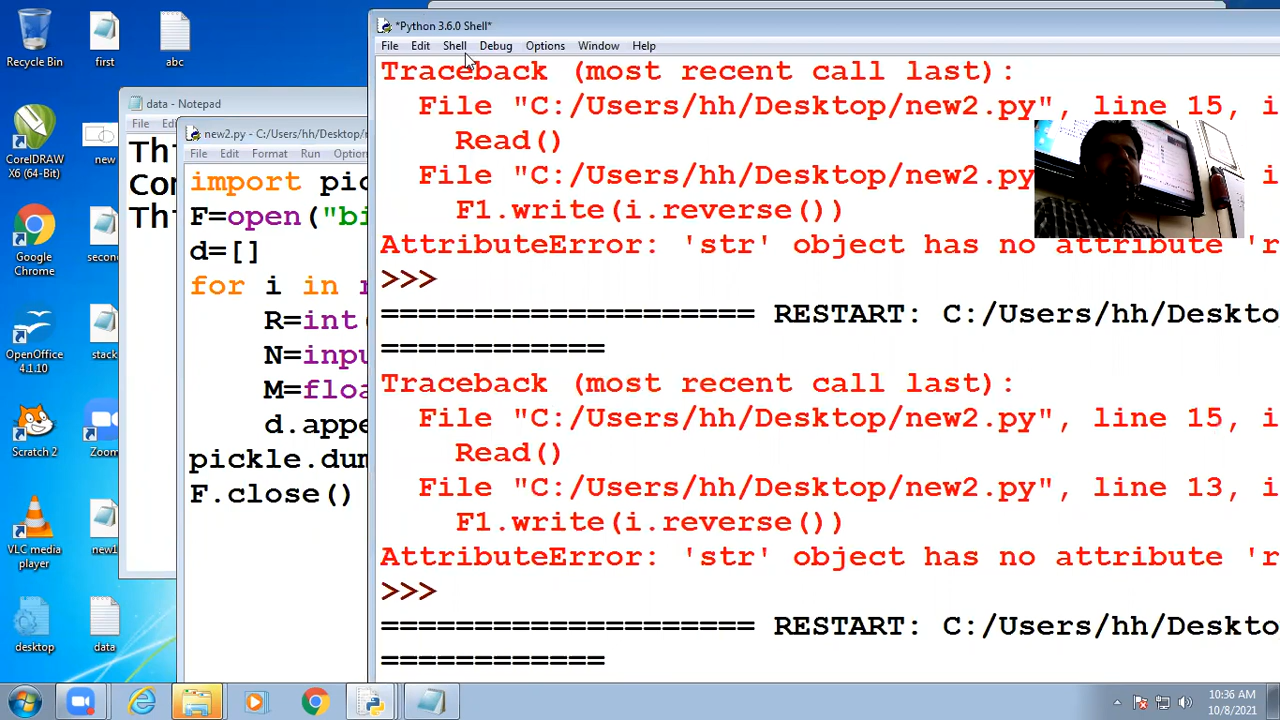 Recycle Bin
first
abc
CorelDRAW
X6 (64-Bit)
new
Google
Chrome
OpenOffice
4.1.10
stack
Scratch 2
Zoom
VLC media
player
new1
desktop
data
data - Notepad
File
Thi
Con
Thi
new2.py - C:/Users/hh/Desktop/
File Edit Format Run Option
import pic
F=open("bi
d=[]
for i in r
R=int(
N=inpu
M=floa
d.appe
pickle.dum
F.close()
*Python 3.6.0 Shell*
File Edit Shell Debug Options Window Help
Traceback (most recent call last):
File "C:/Users/hh/Desktop/new2.py", line 15, i
Read()
File "C:/Users/hh/Desktop/new2.py
F1.write(i.reverse())
AttributeError: 'str' object has no attribute 'r
>>>
==================== RESTART: C:/Users/hh/Deskto
============
Traceback (most recent call last):
File "C:/Users/hh/Desktop/new2.py", line 15, i
Read()
File "C:/Users/hh/Desktop/new2.py", line 13, i
F1.write(i.reverse())
AttributeError: 'str' object has no attribute 'r
>>>
==================== RESTART: C:/Users/hh/Deskto
============
10:36 AM
10/8/2021